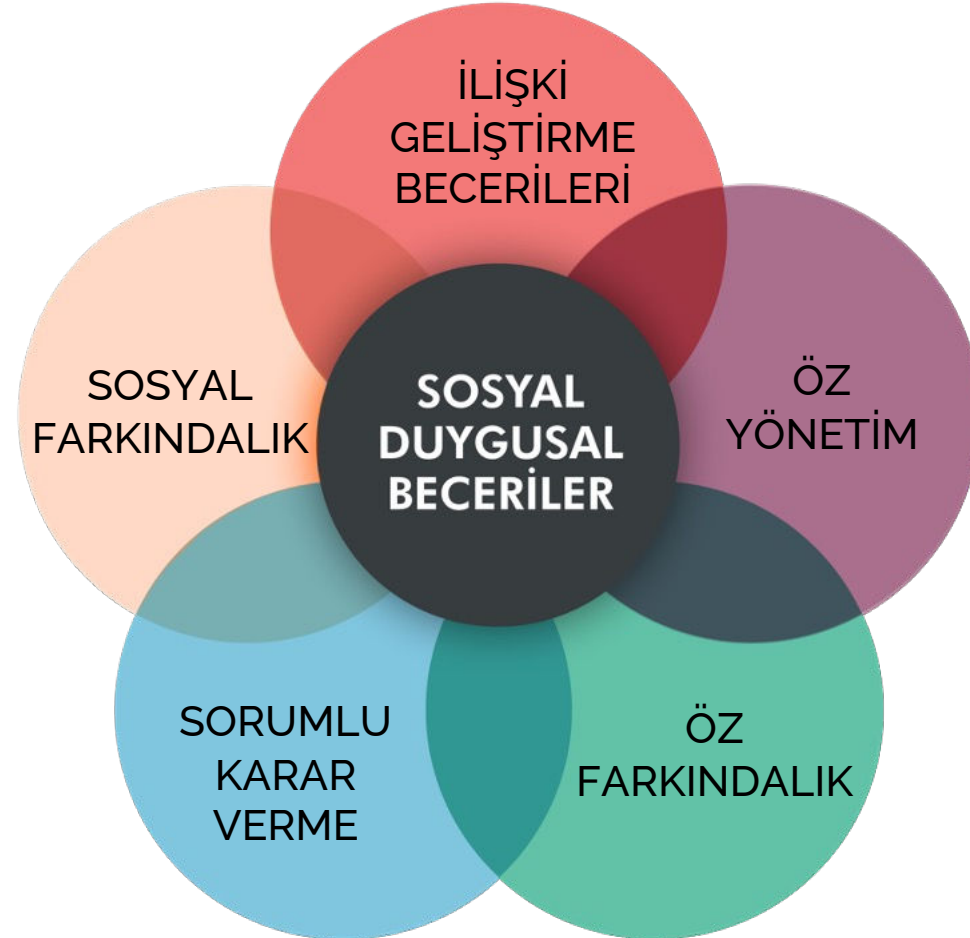 İLİŞKİ
GELİŞTİRME
BECERİLERİ
SOSYAL
FARKINDALIK
SOSYAL
DUYGUSAL
BECERİLER
ÖZ
YÖNETİM
SORUMLU
KARAR
VERME
ÖZ
FARKINDALIK